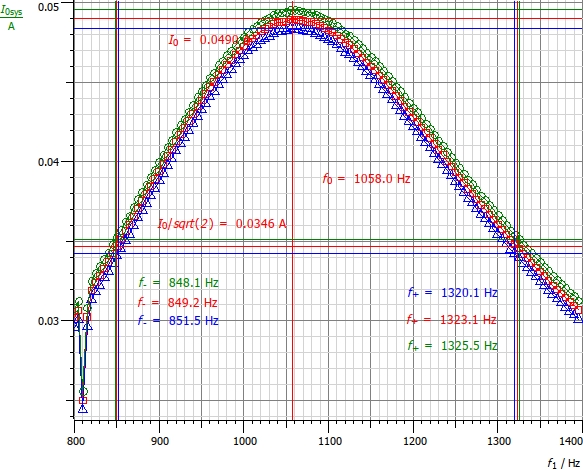 0.05
I0sys
A
I0 = 0.0490
0.04
f0 = 1058.0 Hz
I0/sqrt(2) = 0.0346 A
f- = 848.1 Hz
f- = 849.2 Hz
f- = 851.5 Hz
f+ = 1320.1 Hz
f+ = 1323.1 Hz
f+ = 1325.5 Hz
0.03
800 900 1000 1100 1200 1300 1400
f1 / Hz